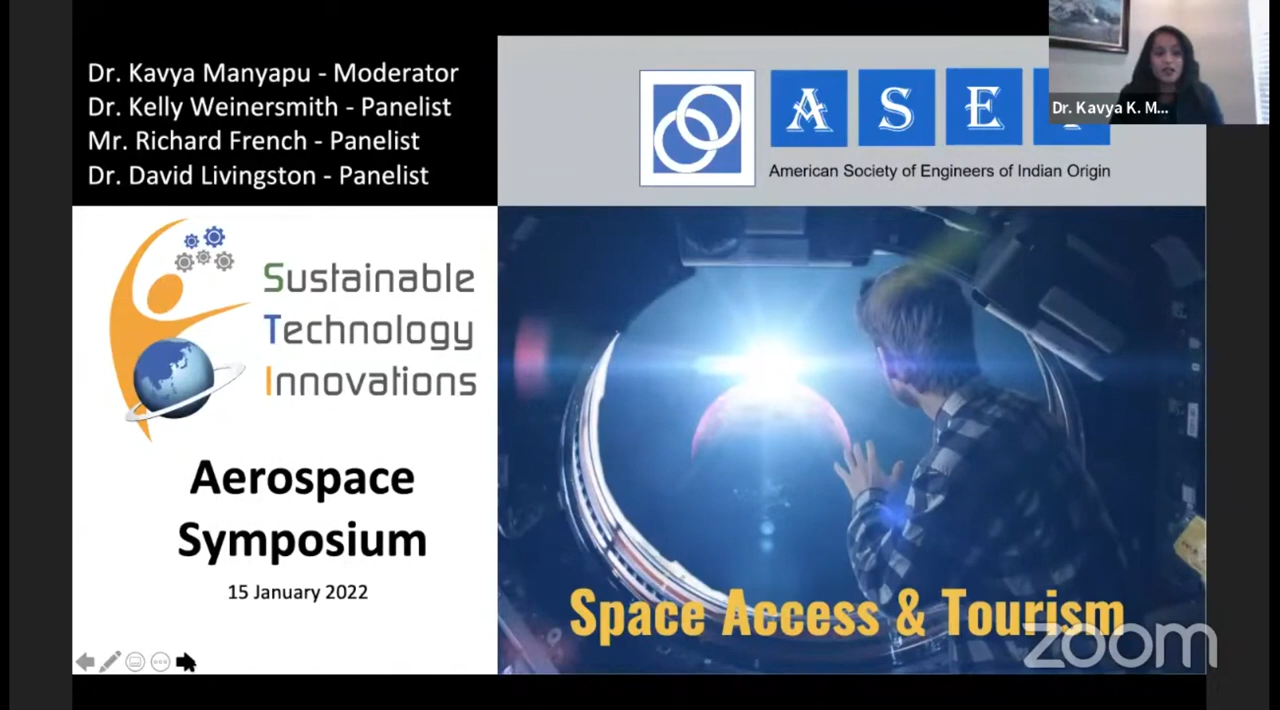 Dr. Kavya Manyapu - Moderator
Dr. Kelly Weinersmith - Panelist
Mr. Richard French - Panelist
Dr. David Livingston - Panelist
A S E
American Society of Engineers of Indian Origin
Dr. Kavya K. M...
Sustainable
Technology
Innovations
Aerospace
Symposium
15 January 2022
Space Access & Tourism
zoom